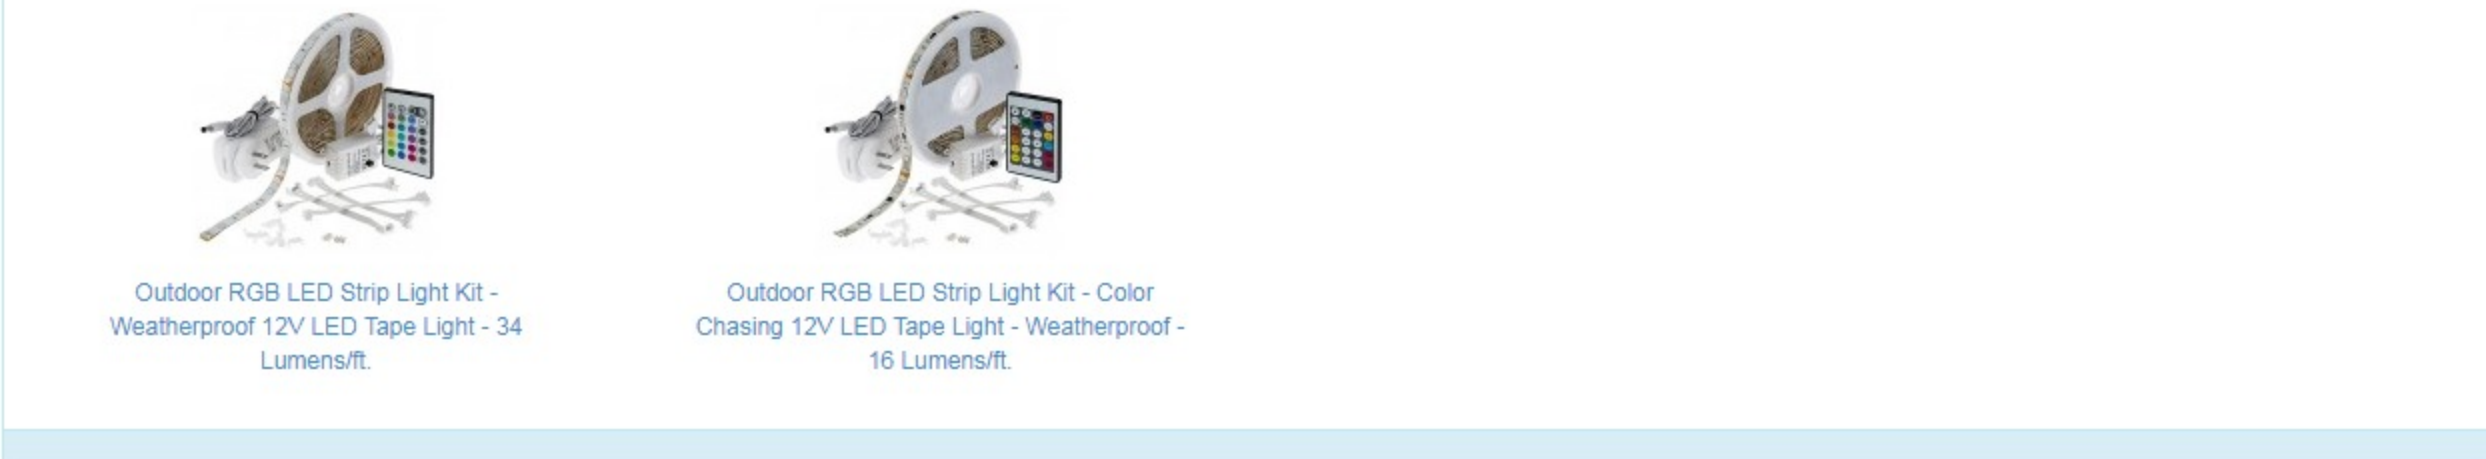 Outdoor RGB LED Strip Light Kit -
Weatherproof 12V LED Tape Light - 34
Lumens/ft.
Outdoor RGB LED Strip Light Kit - Color
Chasing 12V LED Tape Light - Weatherproof -
16 Lumens/ft.